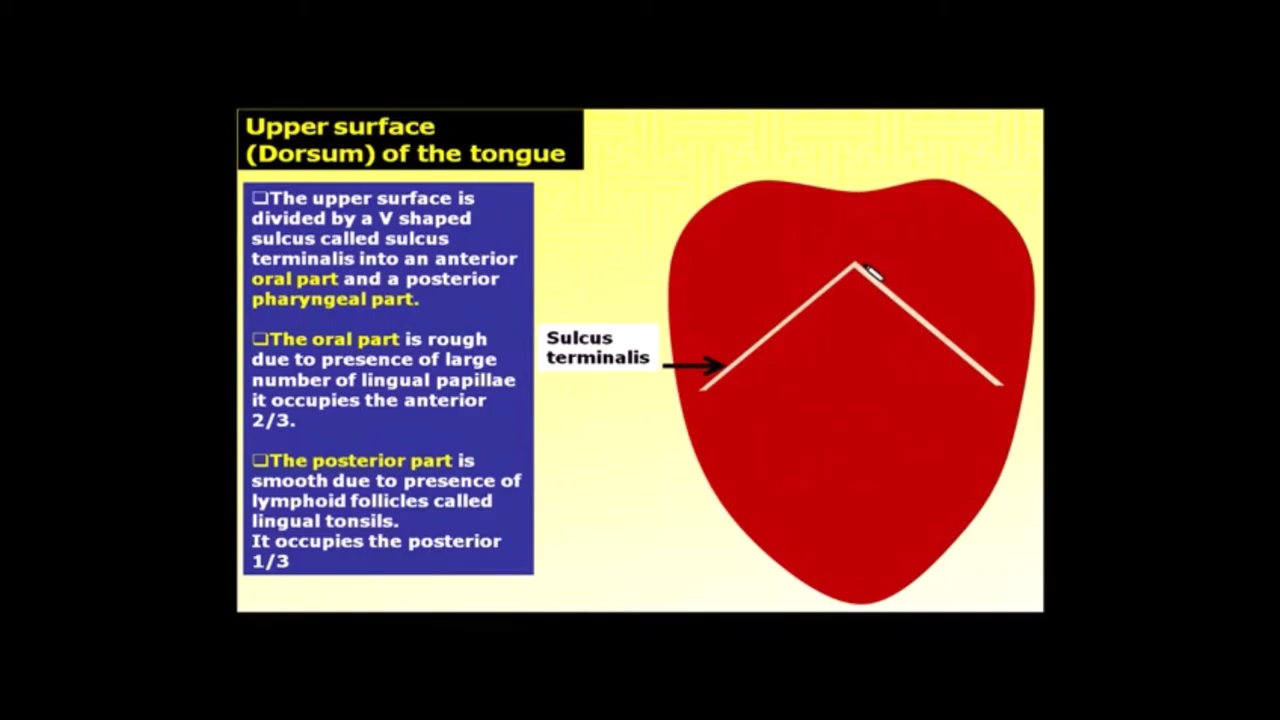 Upper surface
(Dorsum) of the tongue
❑The upper surface is
divided by a V shaped
sulcus called sulcus
terminalis into an anterior
oral part and a posterior
pharyngeal part.
❑The oral part is rough
due to presence of large
number of lingual papillae
it occupies the anterior
2/3.
❑The posterior part is
smooth due to presence of
lymphoid follicles called
lingual tonsils.
It occupies the posterior
1/3
Sulcus
terminalis